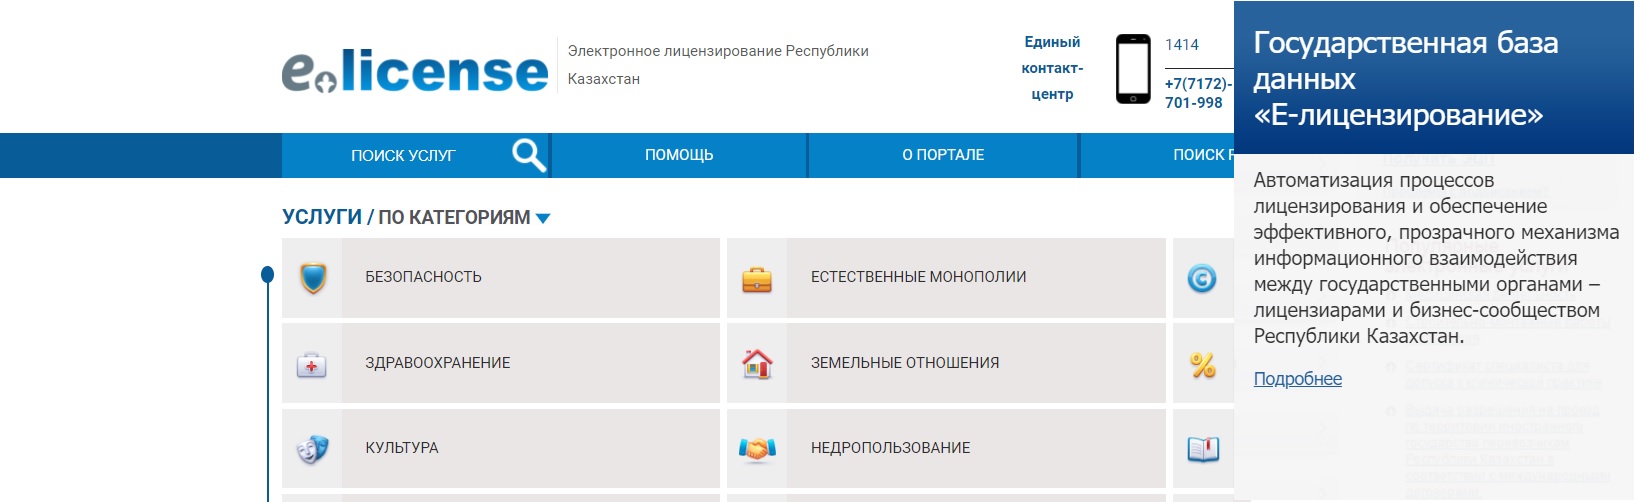 e.license
Электронное лицензирование Республики
Казахстан
Единый
контакт-
центр
1414
+7(7172)-
701-998
ПОИСК УСЛУГ
ПОМОЩЬ
О ПОРТАЛЕ
ПОИСК
УСЛУГИ / ПО КАТЕГОРИЯМ
БЕЗОПАСНОСТЬ
ЕСТЕСТВЕННЫЕ МОНОПОЛИИ
ЗДРАВООХРАНЕНИЕ
ЗЕМЕЛЬНЫЕ ОТНОШЕНИЯ
КУЛЬТУРА
НЕДРОПОЛЬЗОВАНИЕ
Государственная база
данных
«Е-лицензирование»
Автоматизация процессов
лицензирования и обеспечение
эффективного, прозрачного механизма
информационного взаимодействия
между государственными органами –
лицензиарами и бизнес-сообществом
Республики Казахстан.
Подробнее